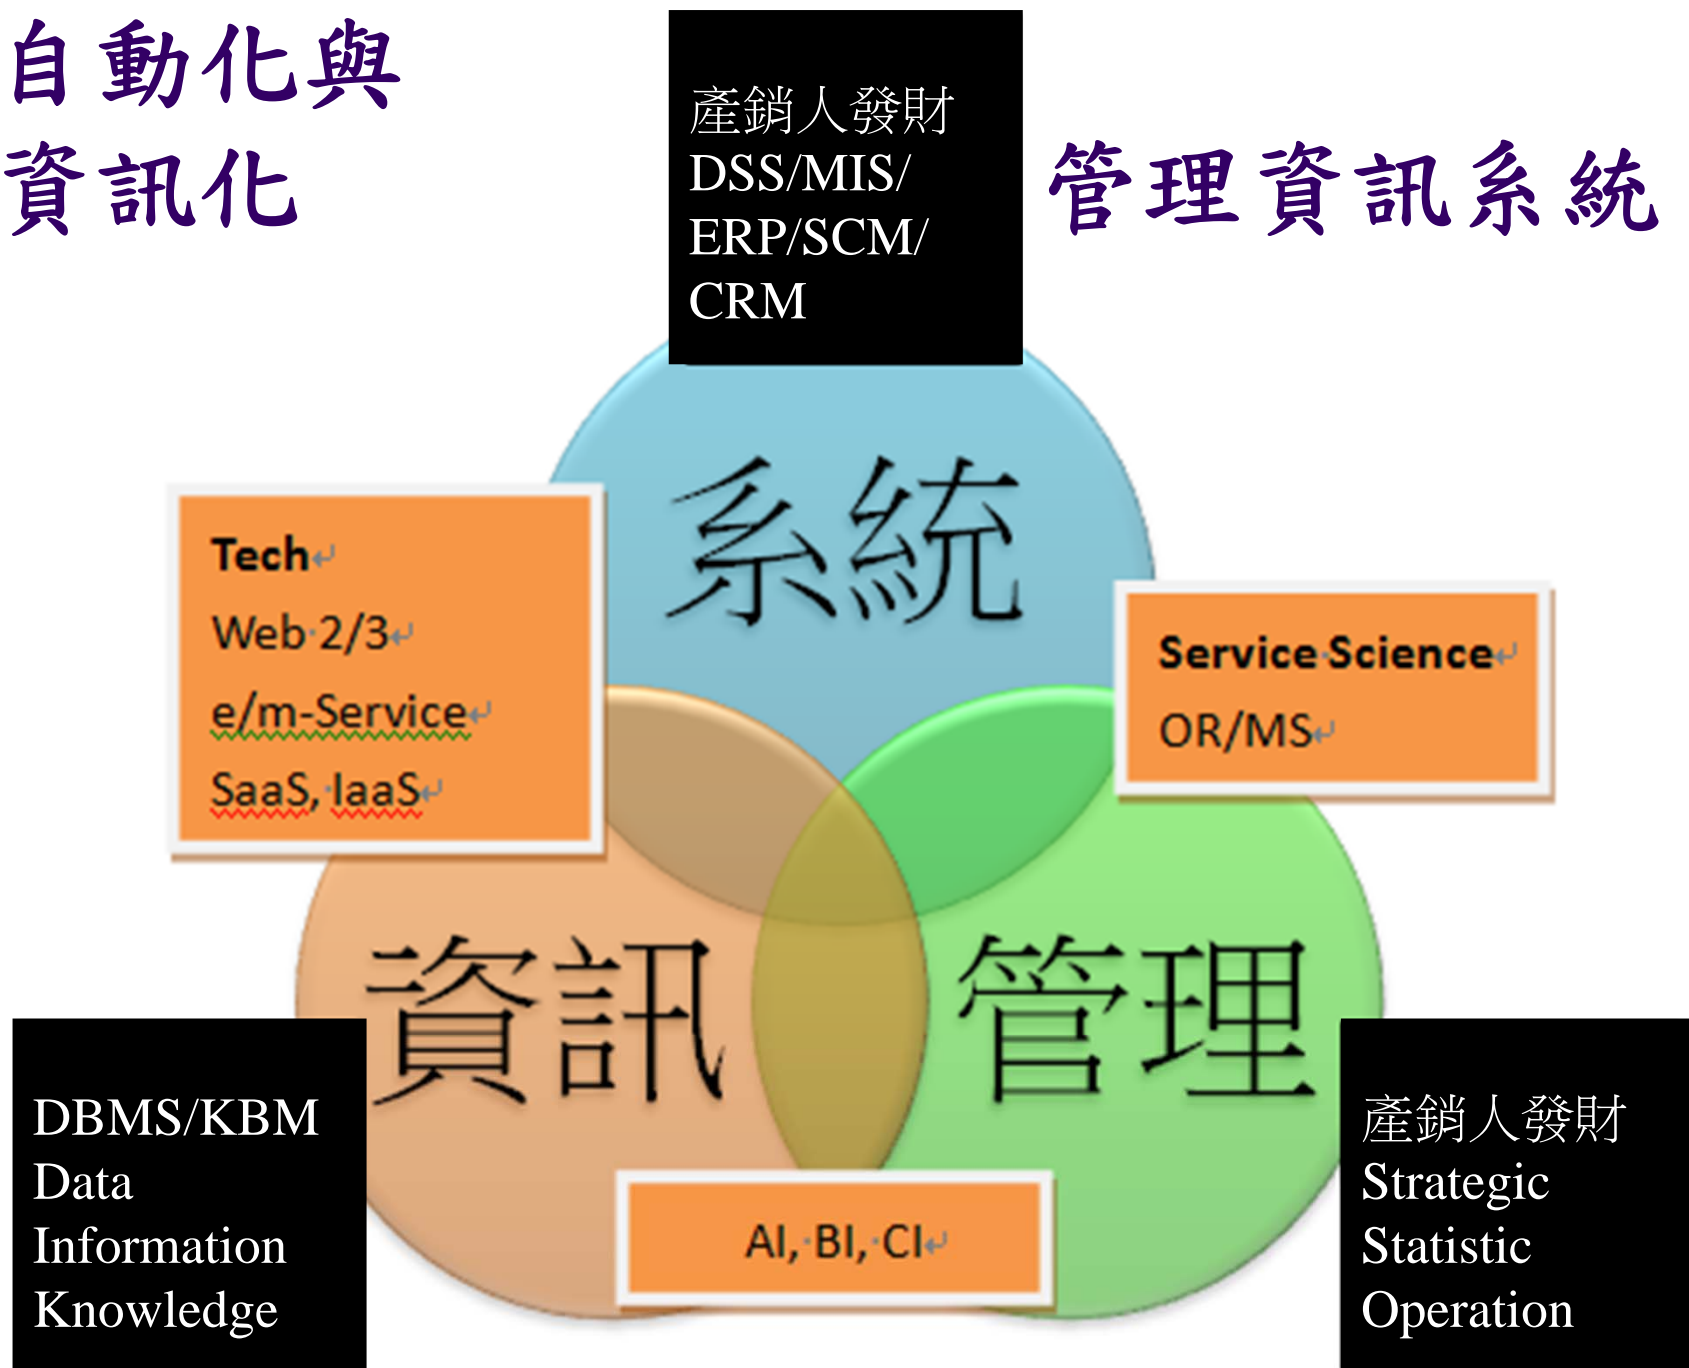 自動化與
資訊化
產銷人發財
DSS/MIS/
ERP/SCM/
CRM
管理資訊系統
系統
Tech
Web 2/3
e/m-Service
SaaS, IaaS
Service Science
OR/MS
資訊
管理
DBMS/KBM
Data
Information
Knowledge
AI, BI, CI
產銷人發財
Strategic
Statistic
Operation